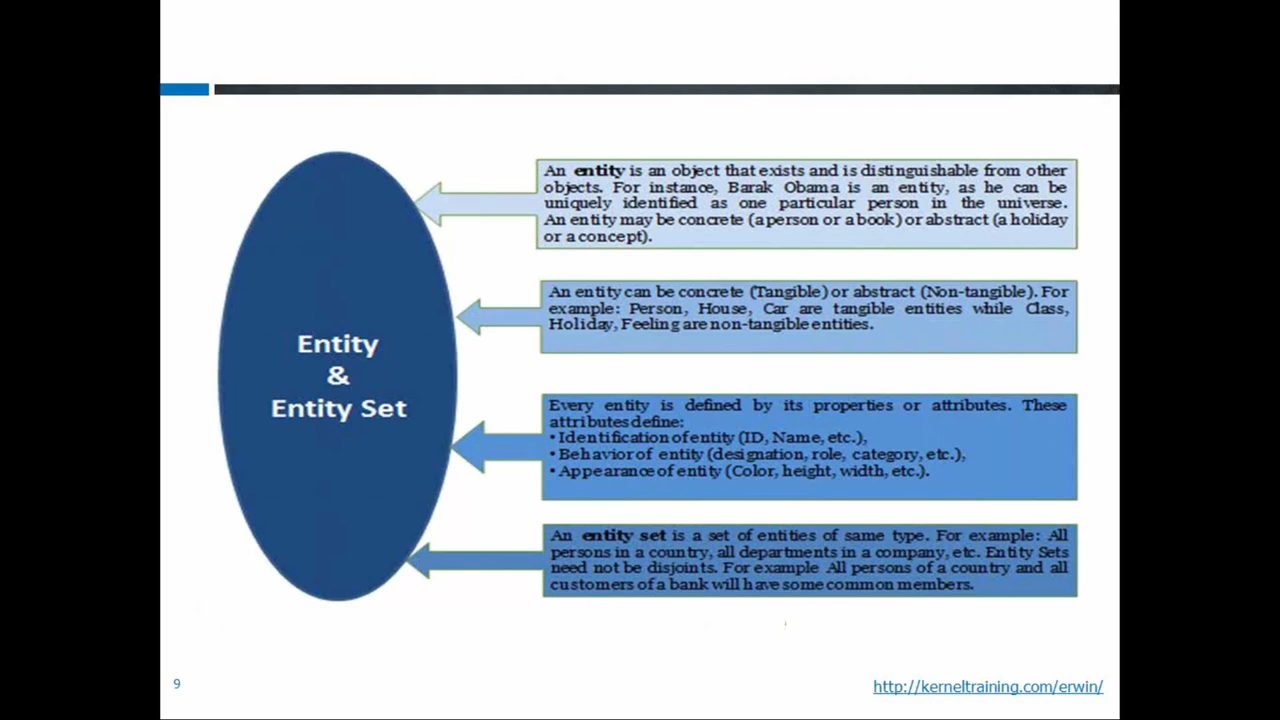 Entity
&
Entity Set
An entity is an object that exists and is distinguishable from other
objects. For instance, Barak Obama is an entity, as he can be
uniquely identified as one particular person in the universe.
An entity may be concrete (a person or a book) or abstract (a holiday
or a concept).
An entity can be concrete (Tangible) or abstract (Non-tangible). For
example: Person, House, Car are tangible entities while Class,
Holiday, Feeling are non-tangible entities.
Every entity is defined by its properties or attributes. These
attributes define:
• Identification of entity (ID, Name, etc.),
• Behavior of entity (designation, role, category, etc.),
• Appearance of entity (Color, height, width, etc.).
An entity set is a set of entities of same type. For example: All
persons in a country, all departments in a company, etc. Entity Sets
need not be disjoints. For example All persons of a country and all
customers of a bank will have some common members.
9
http://kerneltraining.com/erwin/